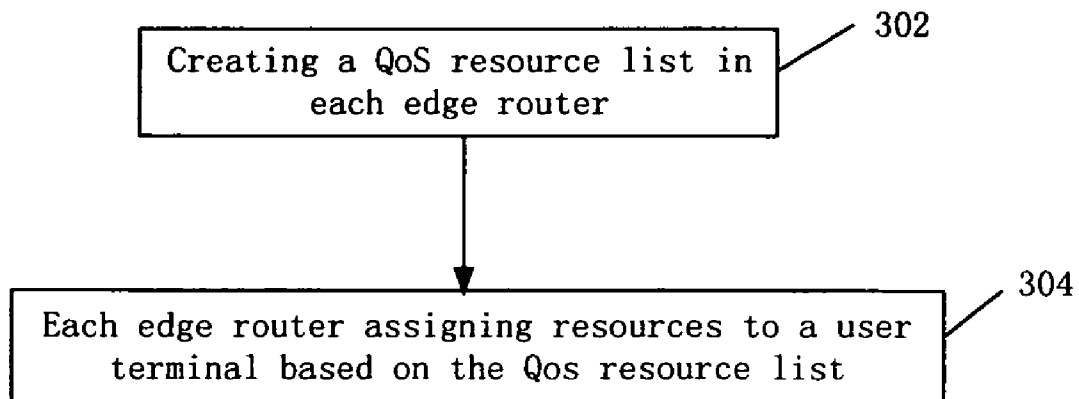 302
Creating a QoS resource list in
each edge router
304
Each edge router assigning resources to a user
terminal based on the Qos resource list